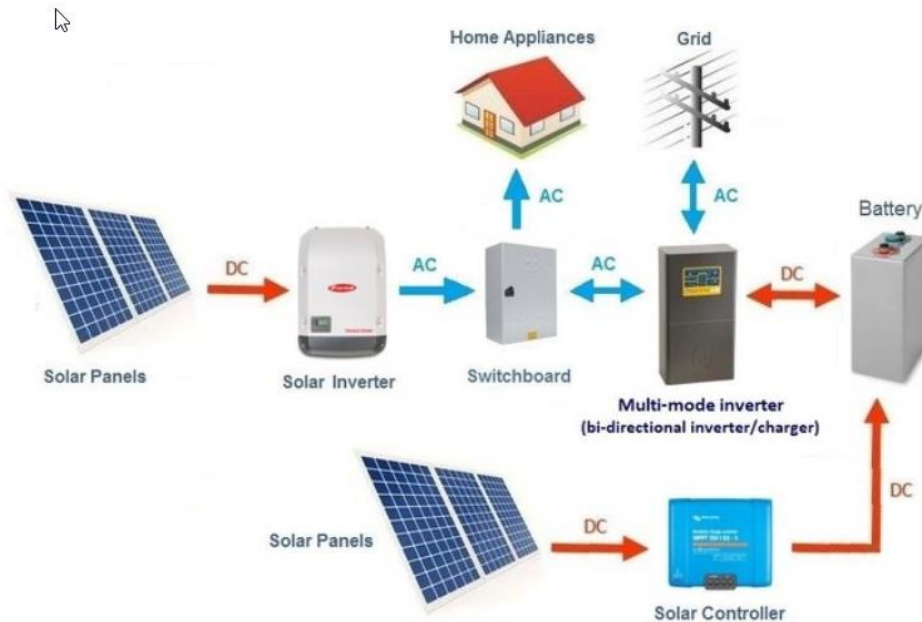 Home Appliances
Grid
AC
AC
Battery
DC
AC
AC
DC
Solar Panels
Solar Inverter
Switchboard
Multi-mode inverter
(bi-directional inverter/charger)
Solar Panels
DC
DC
Solar Controller